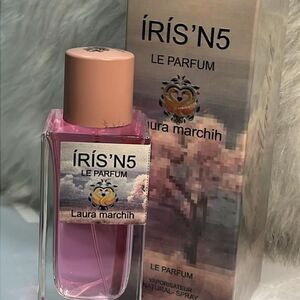 ÍRÍS'N5
LE PARFUM
Laura marchih
ÍRÍS'N5
LE PARFUM
Laura marchih
LE PARFUM
VAPORISATEUR
NATURAL- SPRAY